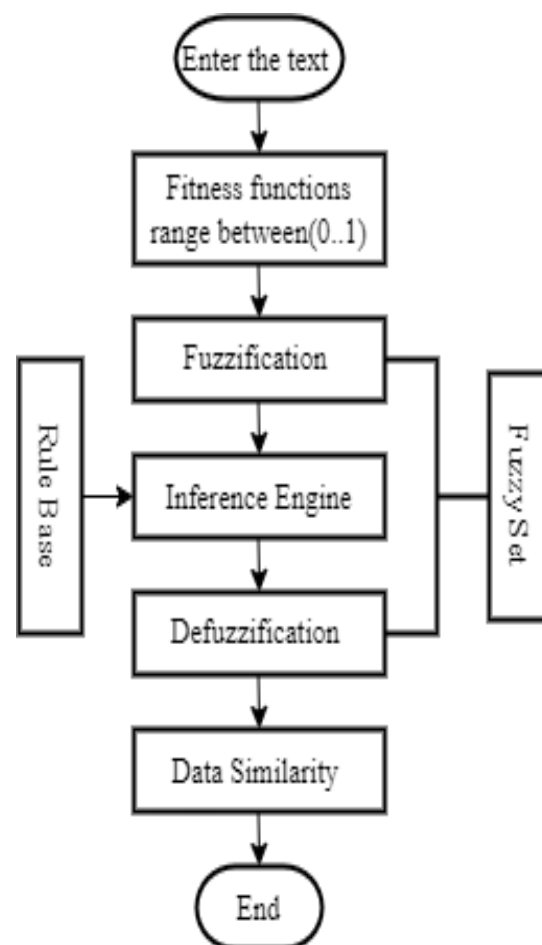 Enter the text
Fitness functions
range between(0..1)
Fuzzification
Rule Base
Inference Engine
Fuzzy Set
Defuzzification
Data Similarity
End